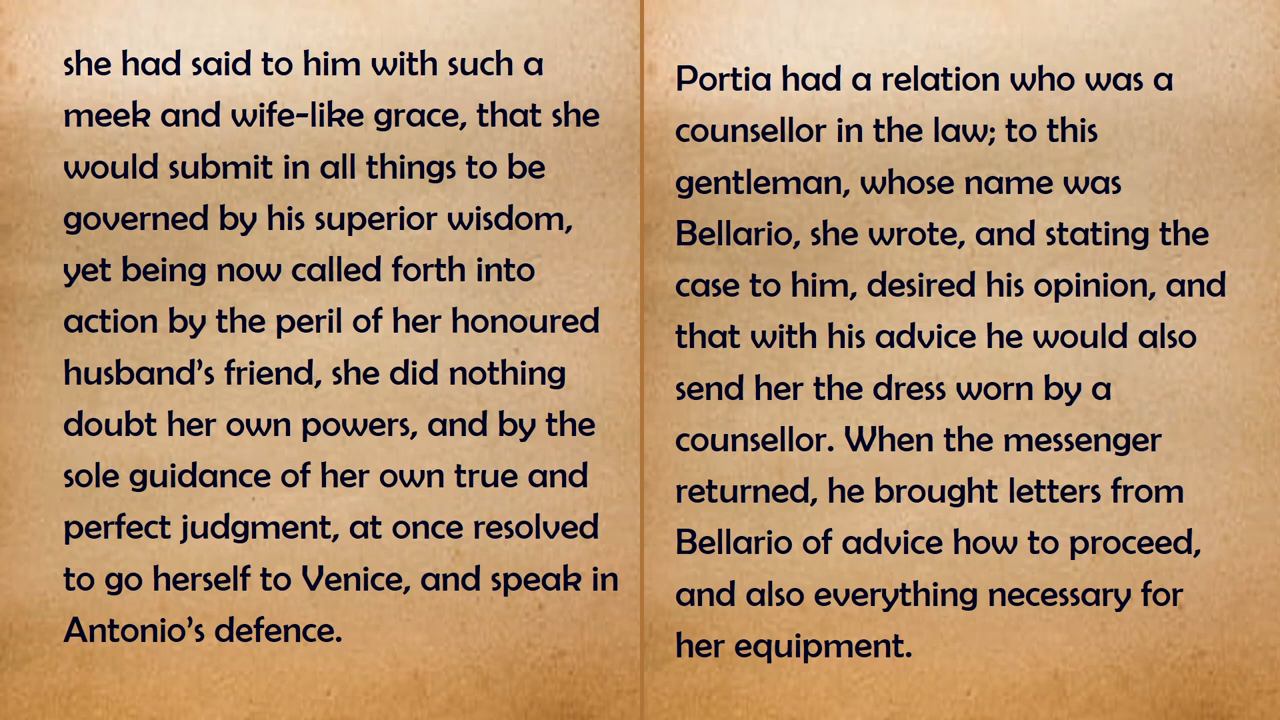 she had said to him with such a
meek and wife-like grace, that she
would submit in all things to be
governed by his superior wisdom,
yet being now called forth into
action by the peril of her honoured
husband’s friend, she did nothing
doubt her own powers, and by the
sole guidance of her own true and
perfect judgment, at once resolved
to go herself to Venice, and speak in
Antonio’s defence.
Portia had a relation who was a
counsellor in the law; to this
gentleman, whose name was
Bellario, she wrote, and stating the
case to him, desired his opinion, and
that with his advice he would also
send her the dress worn by a
counsellor. When the messenger
returned, he brought letters from
Bellario of advice how to proceed,
and also everything necessary for
her equipment.